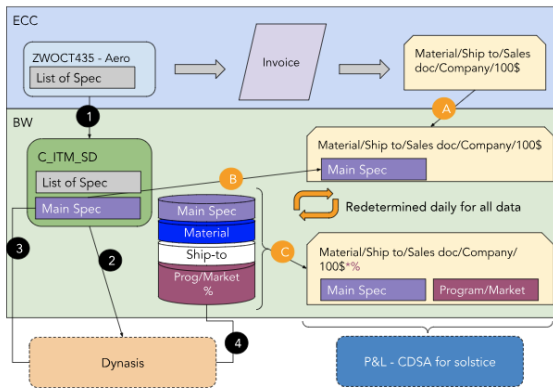 ECC
ZWOCT435 - Aero
List of Spec
Invoice
Material/Ship to/Sales
doc/Company/100$
1
A
BW
C_ITM_SD
List of Spec
Main Spec
B
Material/Ship to/Sales doc/Company/100$
Main Spec
Redetermined daily for all data
3
2
Main Spec
Material
Ship-to
Prog/Market
%
C
Material/Ship to/Sales doc/Company/
100$*%
Main Spec
Program/Market
4
Dynasis
P&L - CDSA for solstice